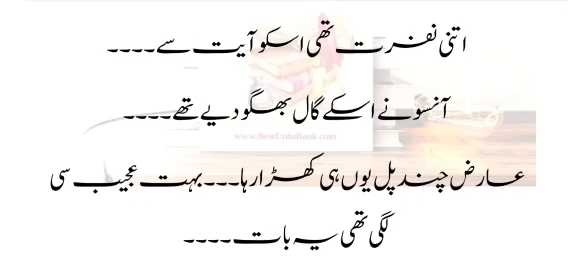 اتنی نفرت تھی اسکو آیت سے۔۔۔۔
آنسو نے اسکے گال بھگو دیے تھے۔۔۔۔
www.BestUrduBook.com
عارض چند پل یوں ہی کھڑا رہا۔۔۔بہت عجیب سی
لگی تھی یہ بات۔۔۔۔